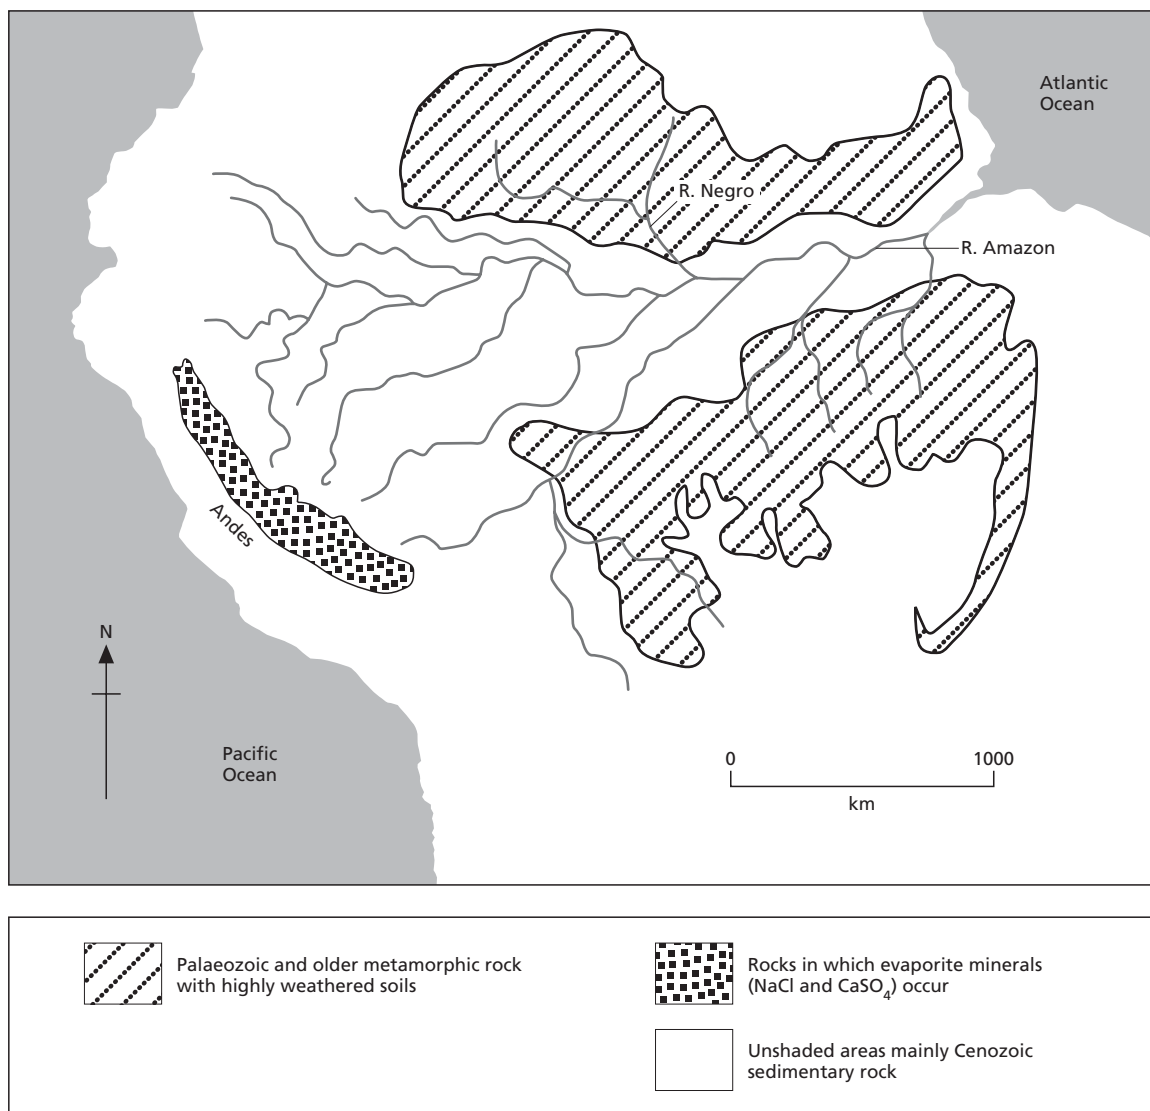 Atlantic
Ocean
R. Negro
R. Amazon
Andes
N
Pacific
Ocean
0 1000
km
Palaeozoic and older metamorphic rock
with highly weathered soils
Rocks in which evaporite minerals
(NaCl and CaSO₄) occur
Unshaded areas mainly Cenozoic
sedimentary rock